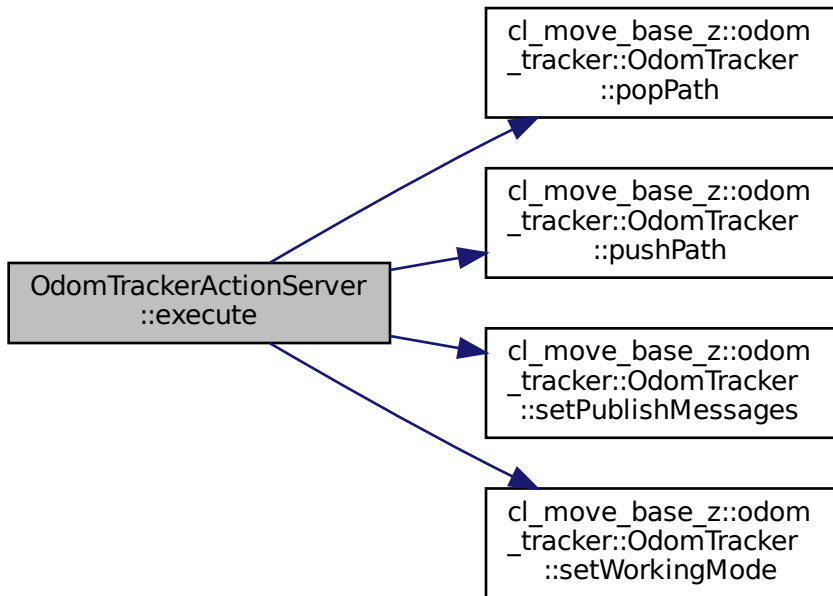 cl_move_base_z::odom
_tracker::OdomTracker
::popPath
cl_move_base_z::odom
_tracker::OdomTracker
::pushPath
OdomTrackerActionServer
::execute
cl_move_base_z::odom
_tracker::OdomTracker
::setPublishMessages
cl_move_base_z::odom
_tracker::OdomTracker
::setWorkingMode